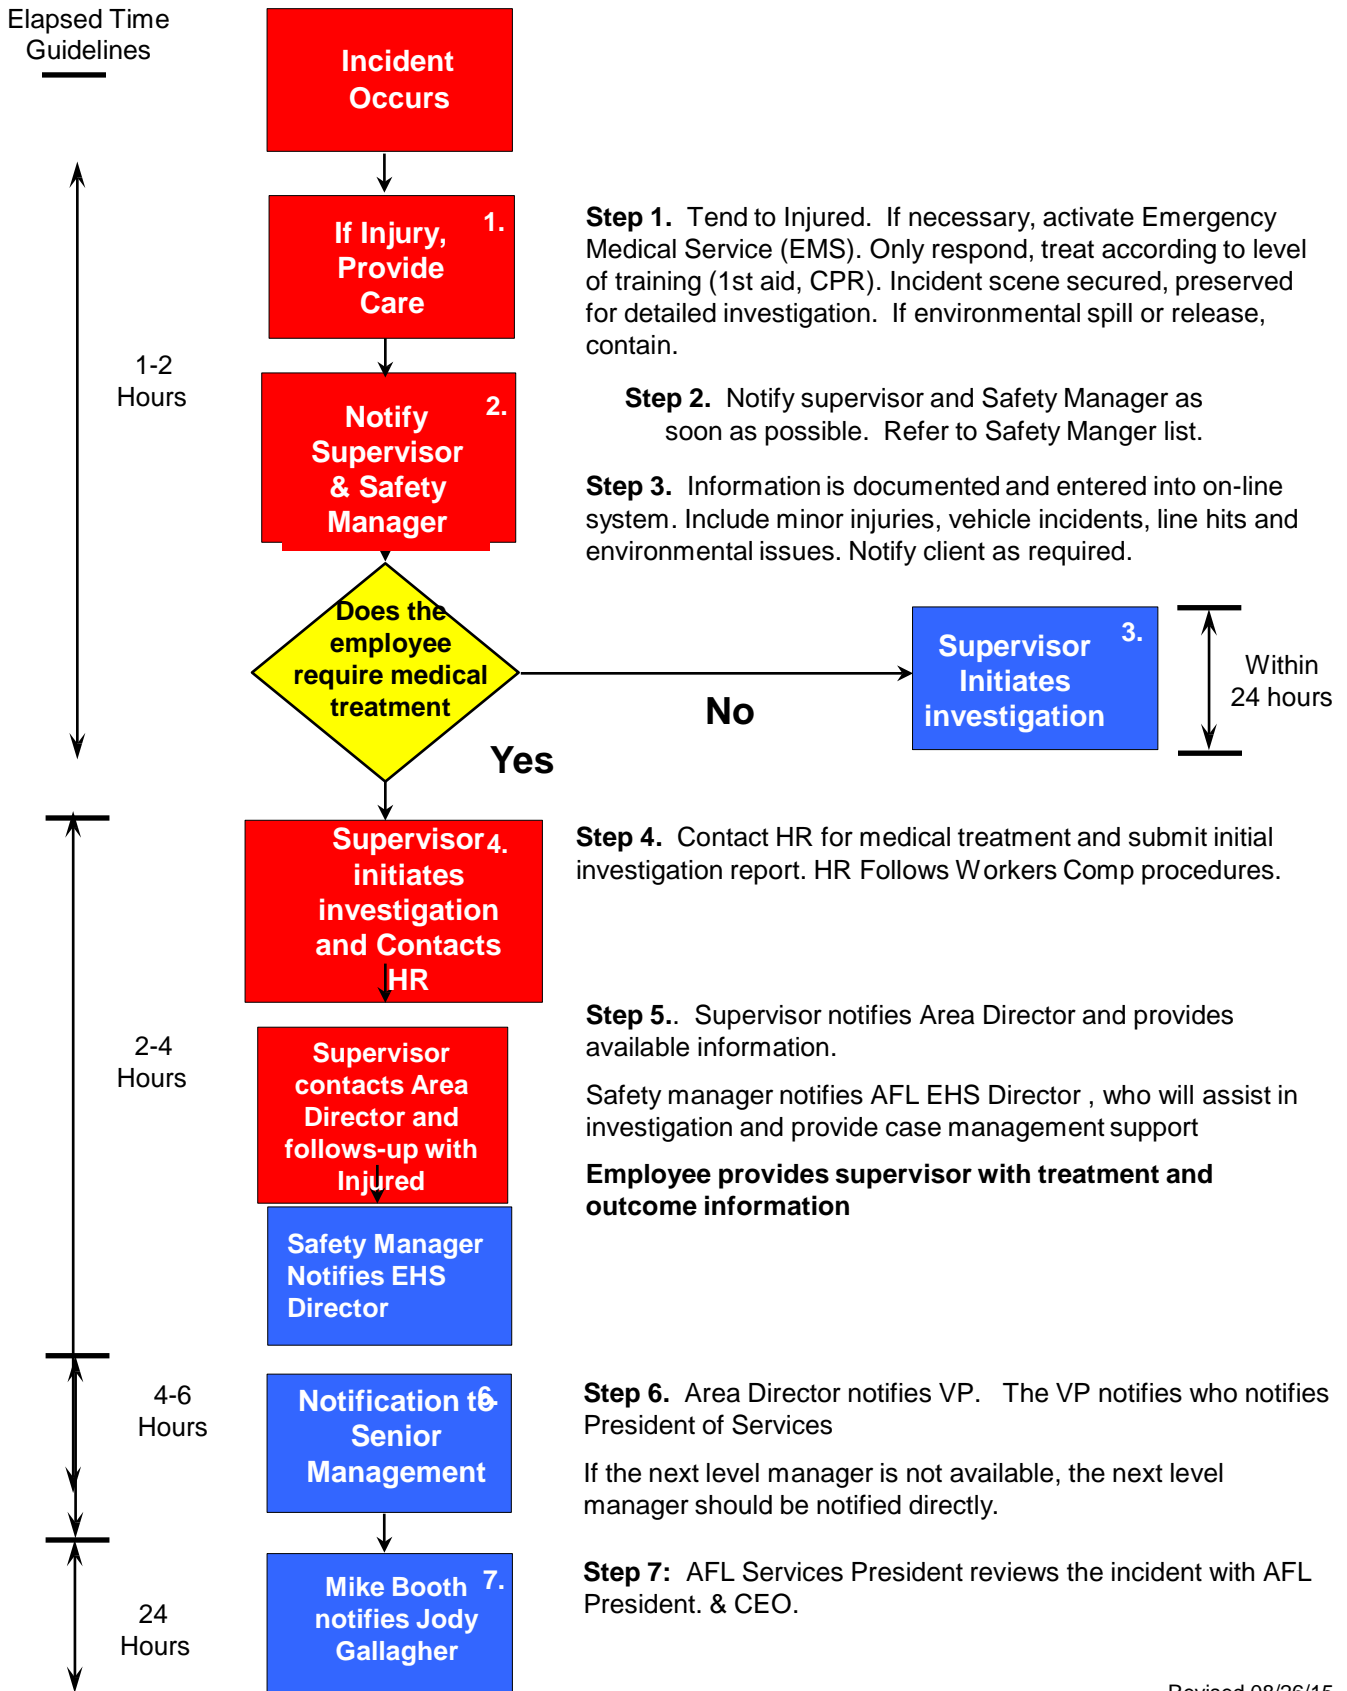 Elapsed Time
Guidelines
Incident
Occurs
1.
If Injury,
Provide
Care
Step 1.  Tend to Injured.  If necessary, activate Emergency
Medical Service (EMS). Only respond, treat according to level
of training (1st aid, CPR). Incident scene secured, preserved
for detailed investigation.  If environmental spill or release,
contain.
1-2
Hours
2.
Notify
Supervisor
& Safety
Manager
Step 2.  Notify supervisor and Safety Manager as
soon as possible.  Refer to Safety Manger list.
Step 3.  Information is documented and entered into on-line
system. Include minor injuries, vehicle incidents, line hits and
environmental issues. Notify client as required.
Does the
employee
require medical
treatment
No
Yes
3.
Supervisor
Initiates
investigation
Within
24 hours
4.
Supervisor
initiates
investigation
and Contacts
HR
Step 4.  Contact HR for medical treatment and submit initial
investigation report. HR Follows Workers Comp procedures.
2-4
Hours
Supervisor
contacts Area
Director and
follows-up with
Injured
Step 5..  Supervisor notifies Area Director and provides
available information.
Safety manager notifies AFL EHS Director , who will assist in
investigation and provide case management support
Employee provides supervisor with treatment and
outcome information
Safety Manager
Notifies EHS
Director
4-6
Hours
6.
Notification to
Senior
Management
Step 6.  Area Director notifies VP.   The VP notifies who notifies
President of Services
If the next level manager is not available, the next level
manager should be notified directly.
24
Hours
7.
Mike Booth
notifies Jody
Gallagher
Step 7:  AFL Services President reviews the incident with AFL
President. & CEO.
Revised 08/26/15